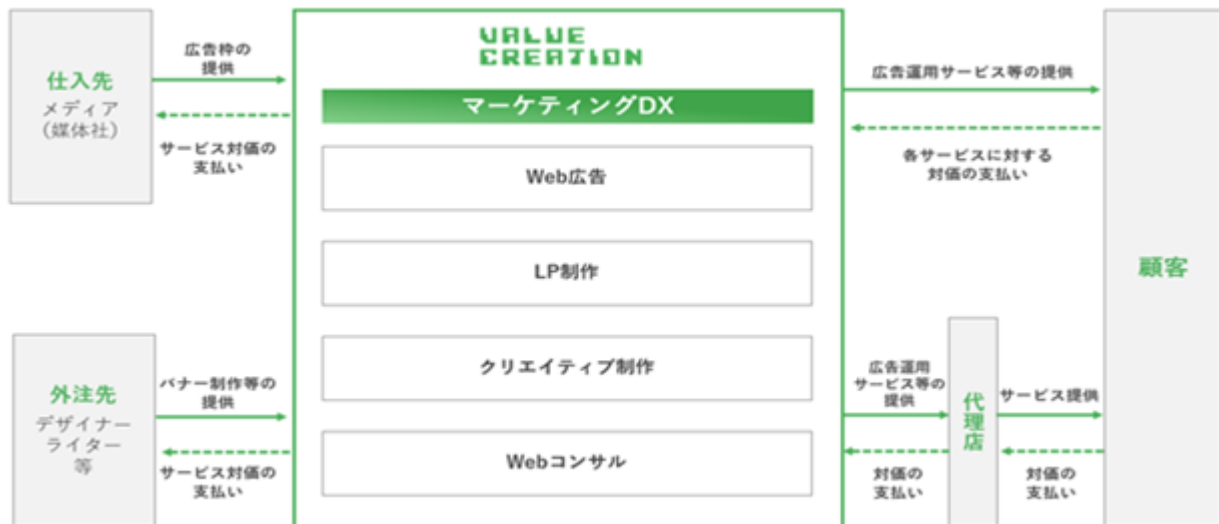 仕入先
メディア
(媒体社)
広告枠の
提供
サービス対価の
支払い
外注先
デザイナー
ライター
等
バナー制作等の
提供
サービス対価の
支払い
VALUE
CREATION
マーケティングDX
Web広告
LP制作
クリエイティブ制作
Webコンサル
広告運用サービス等の提供
各サービスに対する
対価の支払い
広告運用
サービス等の
提供
対価の
支払い
代理店
サービス提供
対価の
支払い
顧客